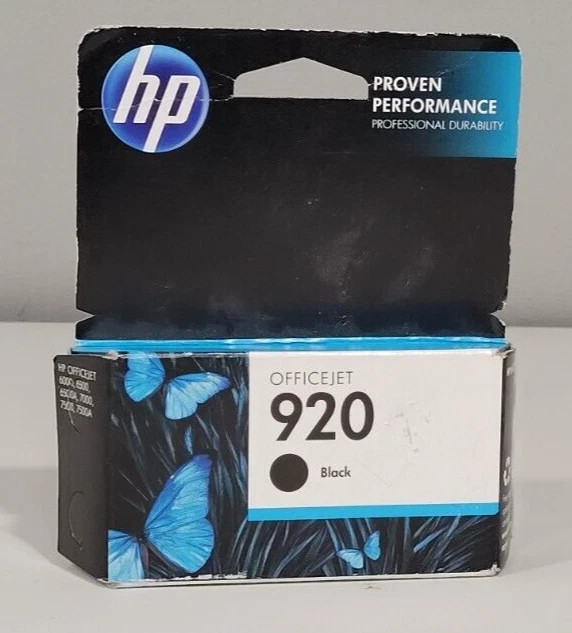 hp
PROVEN
PERFORMANCE
PROFESSIONAL DURABILITY
HP OFFICEJET
6000, 6500,
6500A, 7000,
7500, 7500A
OFFICEJET
920
Black